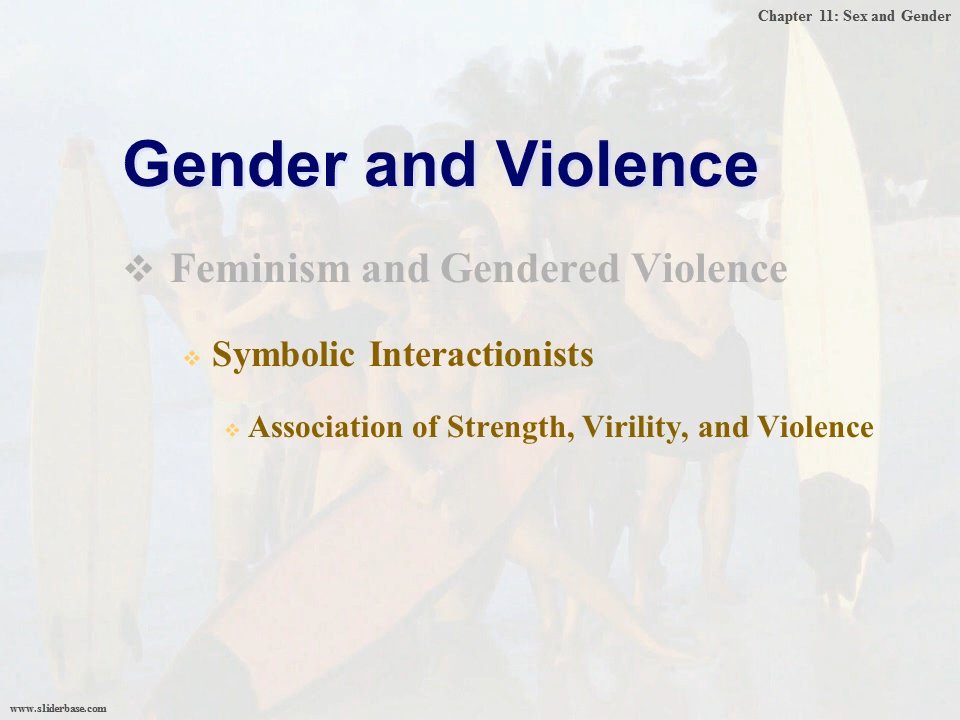 Chapter 11: Sex and Gender
Gender and Violence
Feminism and Gendered Violence
Symbolic Interactionists
Association of Strength, Virility, and Violence
www.sliderbase.com